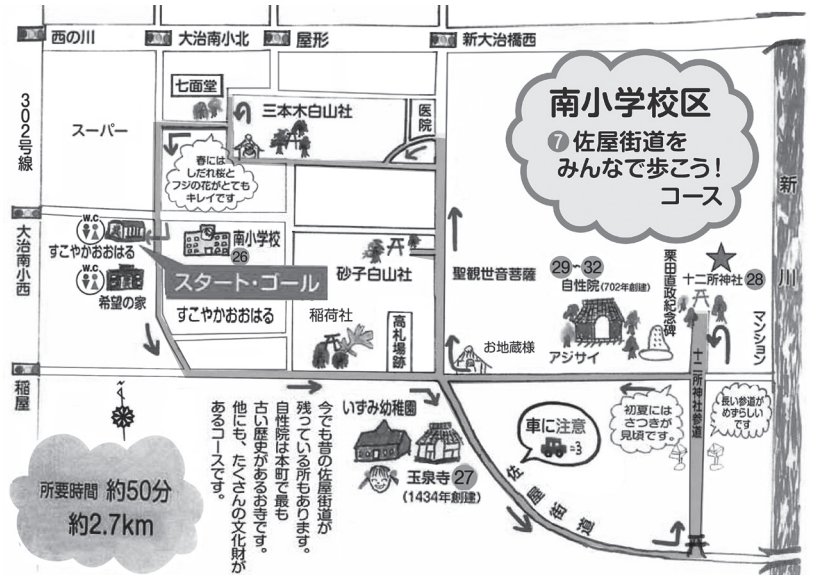 西の川
大治南小北
屋形
新大治橋西
302号線
七面堂
スーパー
三本木白山社
医院
南小学校区
⑦佐屋街道を
みんなで歩こう!
コース
春には
しだれ桜と
フジの花がとても
キレイです
新川
W.C
すこやかおおはる
南小学校
26
大治南小西
スタート・ゴール
すこやかおおはる
W.C
希望の家
砂子白山社
稲荷社
高札場跡
聖観世音菩薩
29~32
自性院(702年創建)
アジサイ
栗田直政紀念碑
十二所神社 28
マンション
お地蔵様
稲屋
十二所神社参道
初夏には
さつきが
見頃です。
長い参道が
めずらしい
です
いずみ幼稚園
玉泉寺 27
(1434年創建)
車に注意
佐屋街道
今でも昔の佐屋街道が
残っている所もあります。
自性院は本町で最も
古い歴史があるお寺です。
他にも、たくさんの文化財が
あるコースです。
所要時間 約50分
約2.7km